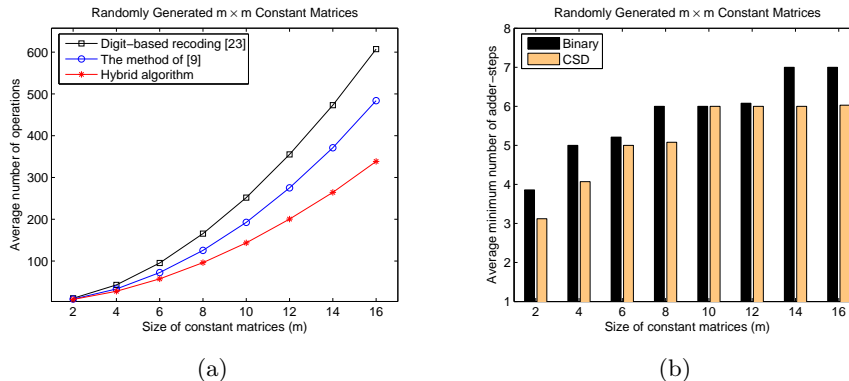 Randomly Generated m × m Constant Matrices
Digit−based recoding [23]
The method of [9]
Hybrid algorithm
Average number of operations
600
500
400
300
200
100
2 4 6 8 10 12 14 16
Size of constant matrices (m)
(a)
Randomly Generated m × m Constant Matrices
Binary
CSD
Average minimum number of adder−steps
8
7
6
5
4
3
2
1
2 4 6 8 10 12 14 16
Size of constant matrices (m)
(b)